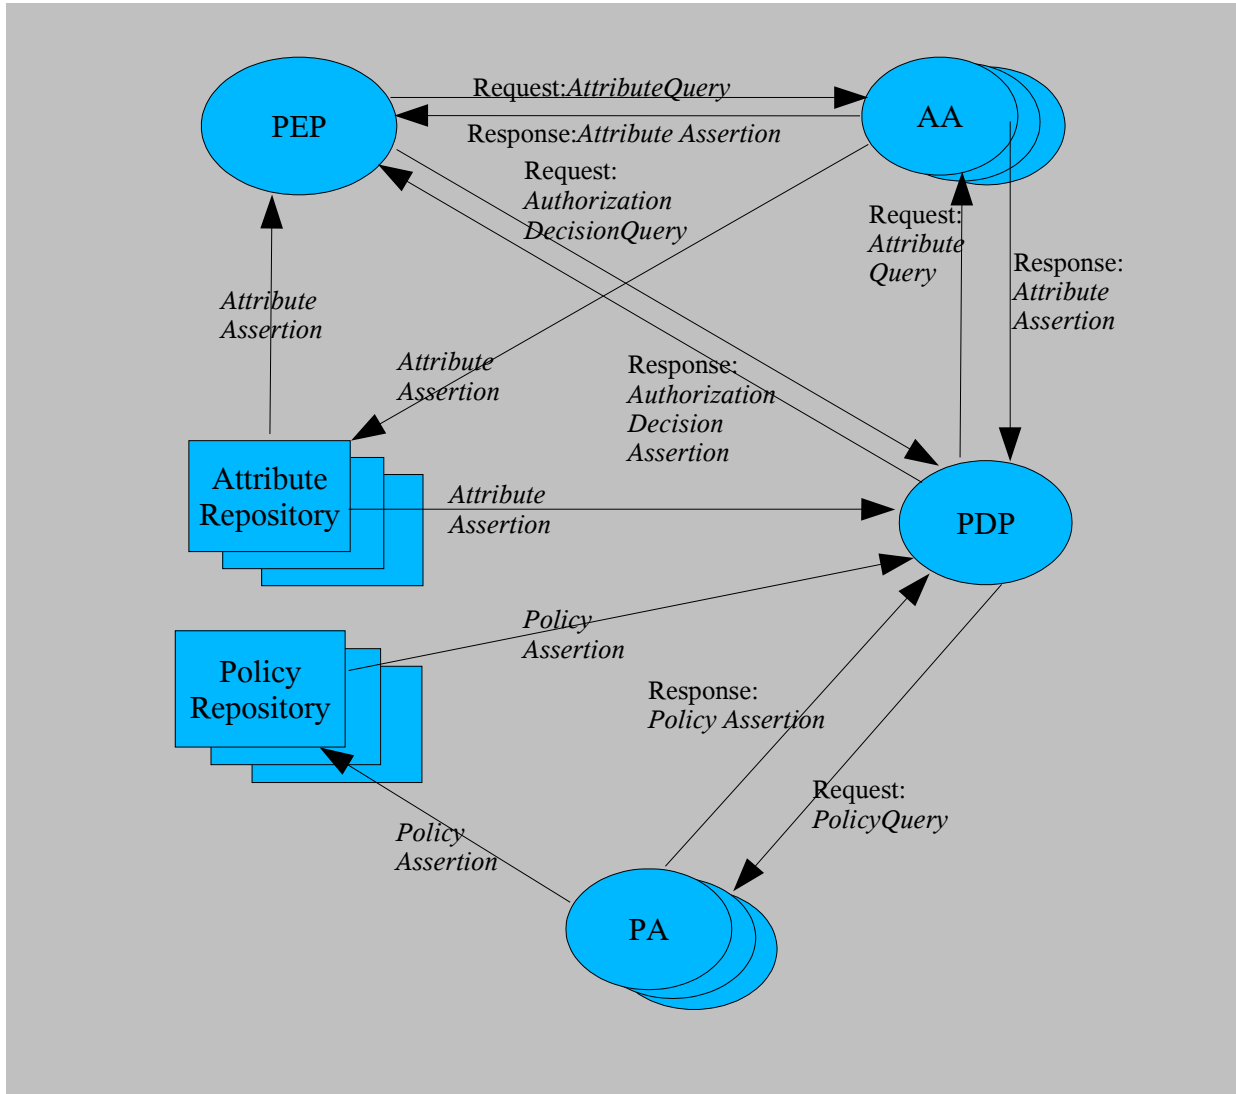 PEP
Request:AttributeQuery
AA
Response:Attribute Assertion
Request:
Authorization
DecisionQuery
Request:
Attribute
Query
Response:
Attribute
Assertion
Attribute
Assertion
Attribute
Assertion
Response:
Authorization
Decision
Assertion
Attribute
Repository
Attribute
Assertion
PDP
Policy
Assertion
Policy
Repository
Response:
Policy Assertion
Request:
PolicyQuery
Policy
Assertion
PA